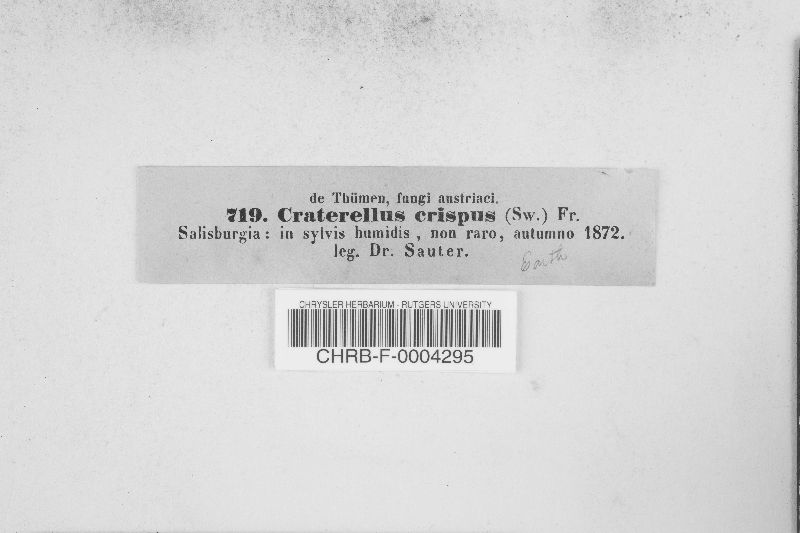 de Thümen, fungi austriaci.
719. Craterellus crispus (Sw.) Fr.
Salisburgia: in sylvis humidis, non raro, autumno 1872.
leg. Dr. Sauter.
Earth
CHRYSLER HERBARIUM - RUTGERS UNIVERSITY
CHRB-F-0004295